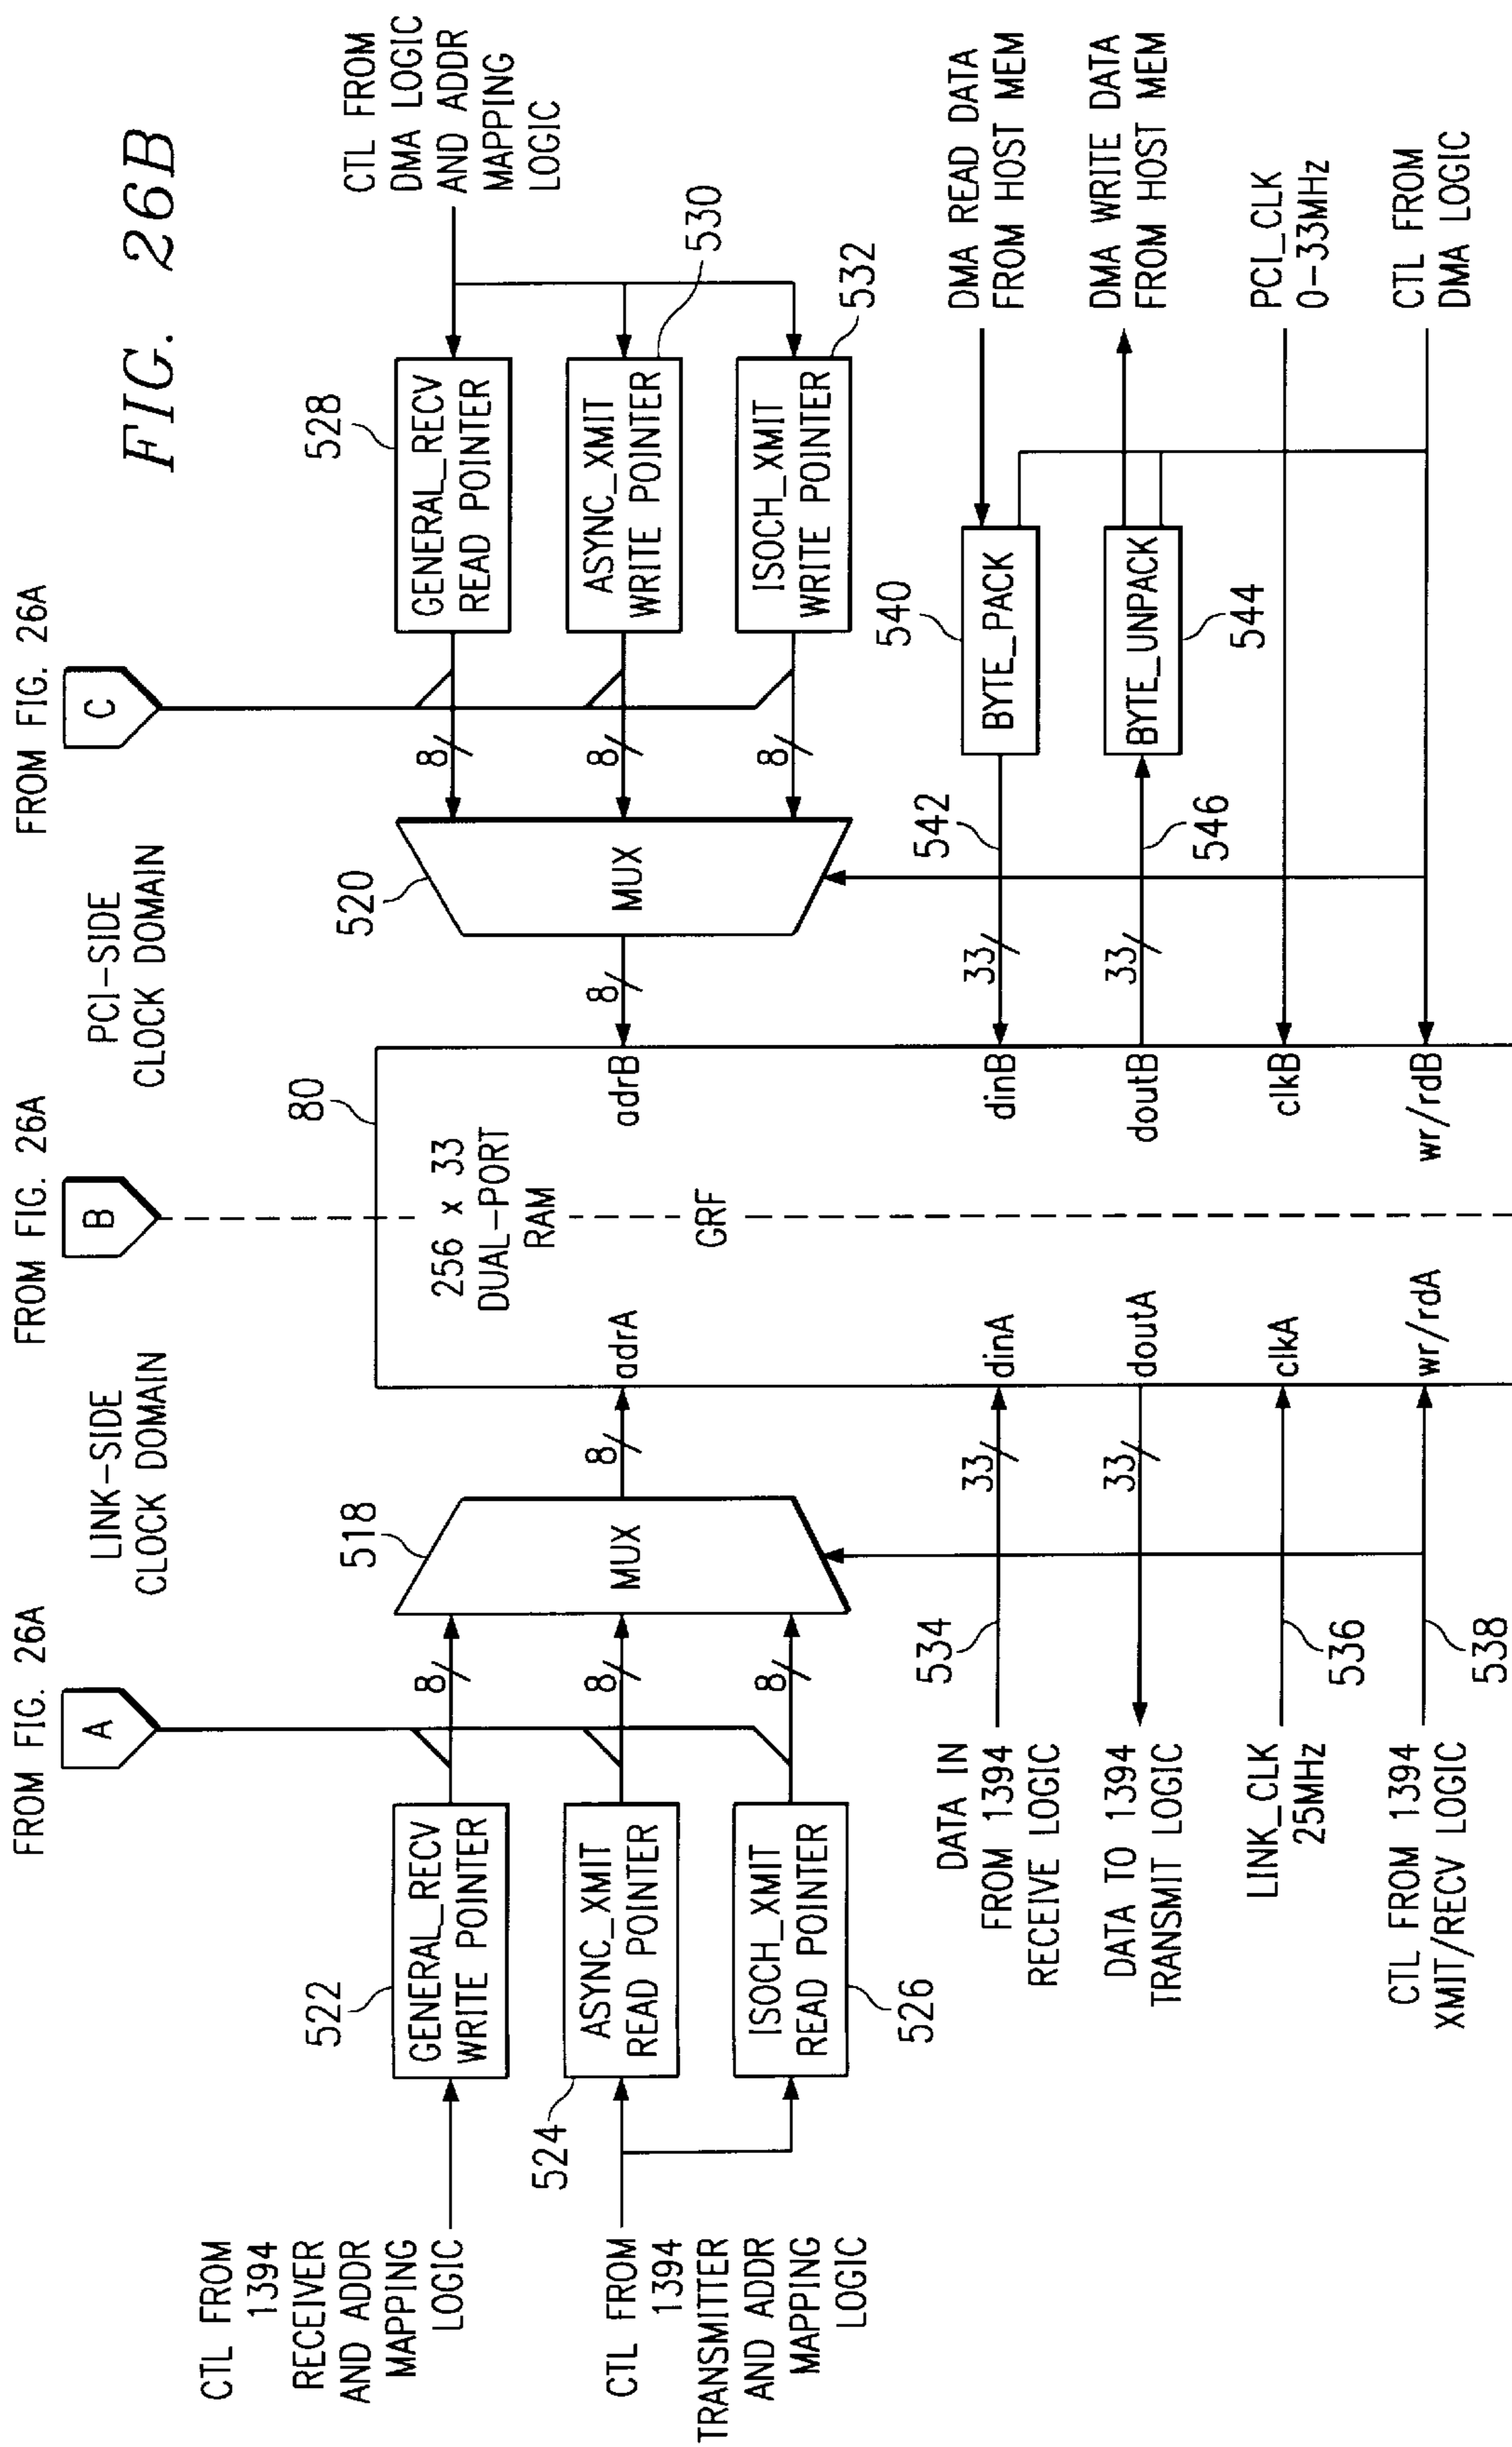 FIG. 26B
FROM FIG. 26A
A
FROM FIG. 26A
B
FROM FIG. 26A
C
LINK-SIDE
CLOCK DOMAIN
PCI-SIDE
CLOCK DOMAIN
CTL FROM
1394
RECEIVER
AND ADDR
MAPPING
LOGIC
522
GENERAL_RECV
WRITE POINTER
8
CTL FROM
1394
TRANSMITTER
AND ADDR
MAPPING
LOGIC
524
ASYNC_XMIT
READ POINTER
8
ISOCH_XMIT
READ POINTER
526
8
518
MUX
8
80
256 x 33
DUAL-PORT
RAM
GRF
adrA
dinA
doutA
clkA
wr/rdA
adrB
dinB
doutB
clkB
wr/rdB
8
520
MUX
8
8
8
528
GENERAL_RECV
READ POINTER
ASYNC_XMIT
WRITE POINTER
530
ISOCH_XMIT
WRITE POINTER
532
CTL FROM
DMA LOGIC
AND ADDR
MAPPING
LOGIC
DATA IN
FROM 1394
RECEIVE LOGIC
534
33
DATA TO 1394
TRANSMIT LOGIC
33
LINK_CLK
25MHz
536
CTL FROM 1394
XMIT/RECV LOGIC
538
33
542
540
BYTE_PACK
DMA READ DATA
FROM HOST MEM
33
546
BYTE_UNPACK
544
DMA WRITE DATA
FROM HOST MEM
PCI_CLK
0-33MHz
CTL FROM
DMA LOGIC